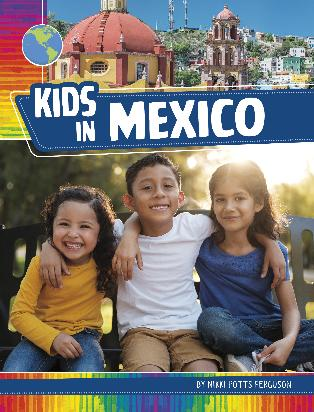 KIDS
IN MEXICO
BY NIKKI POTTS FERGUSON